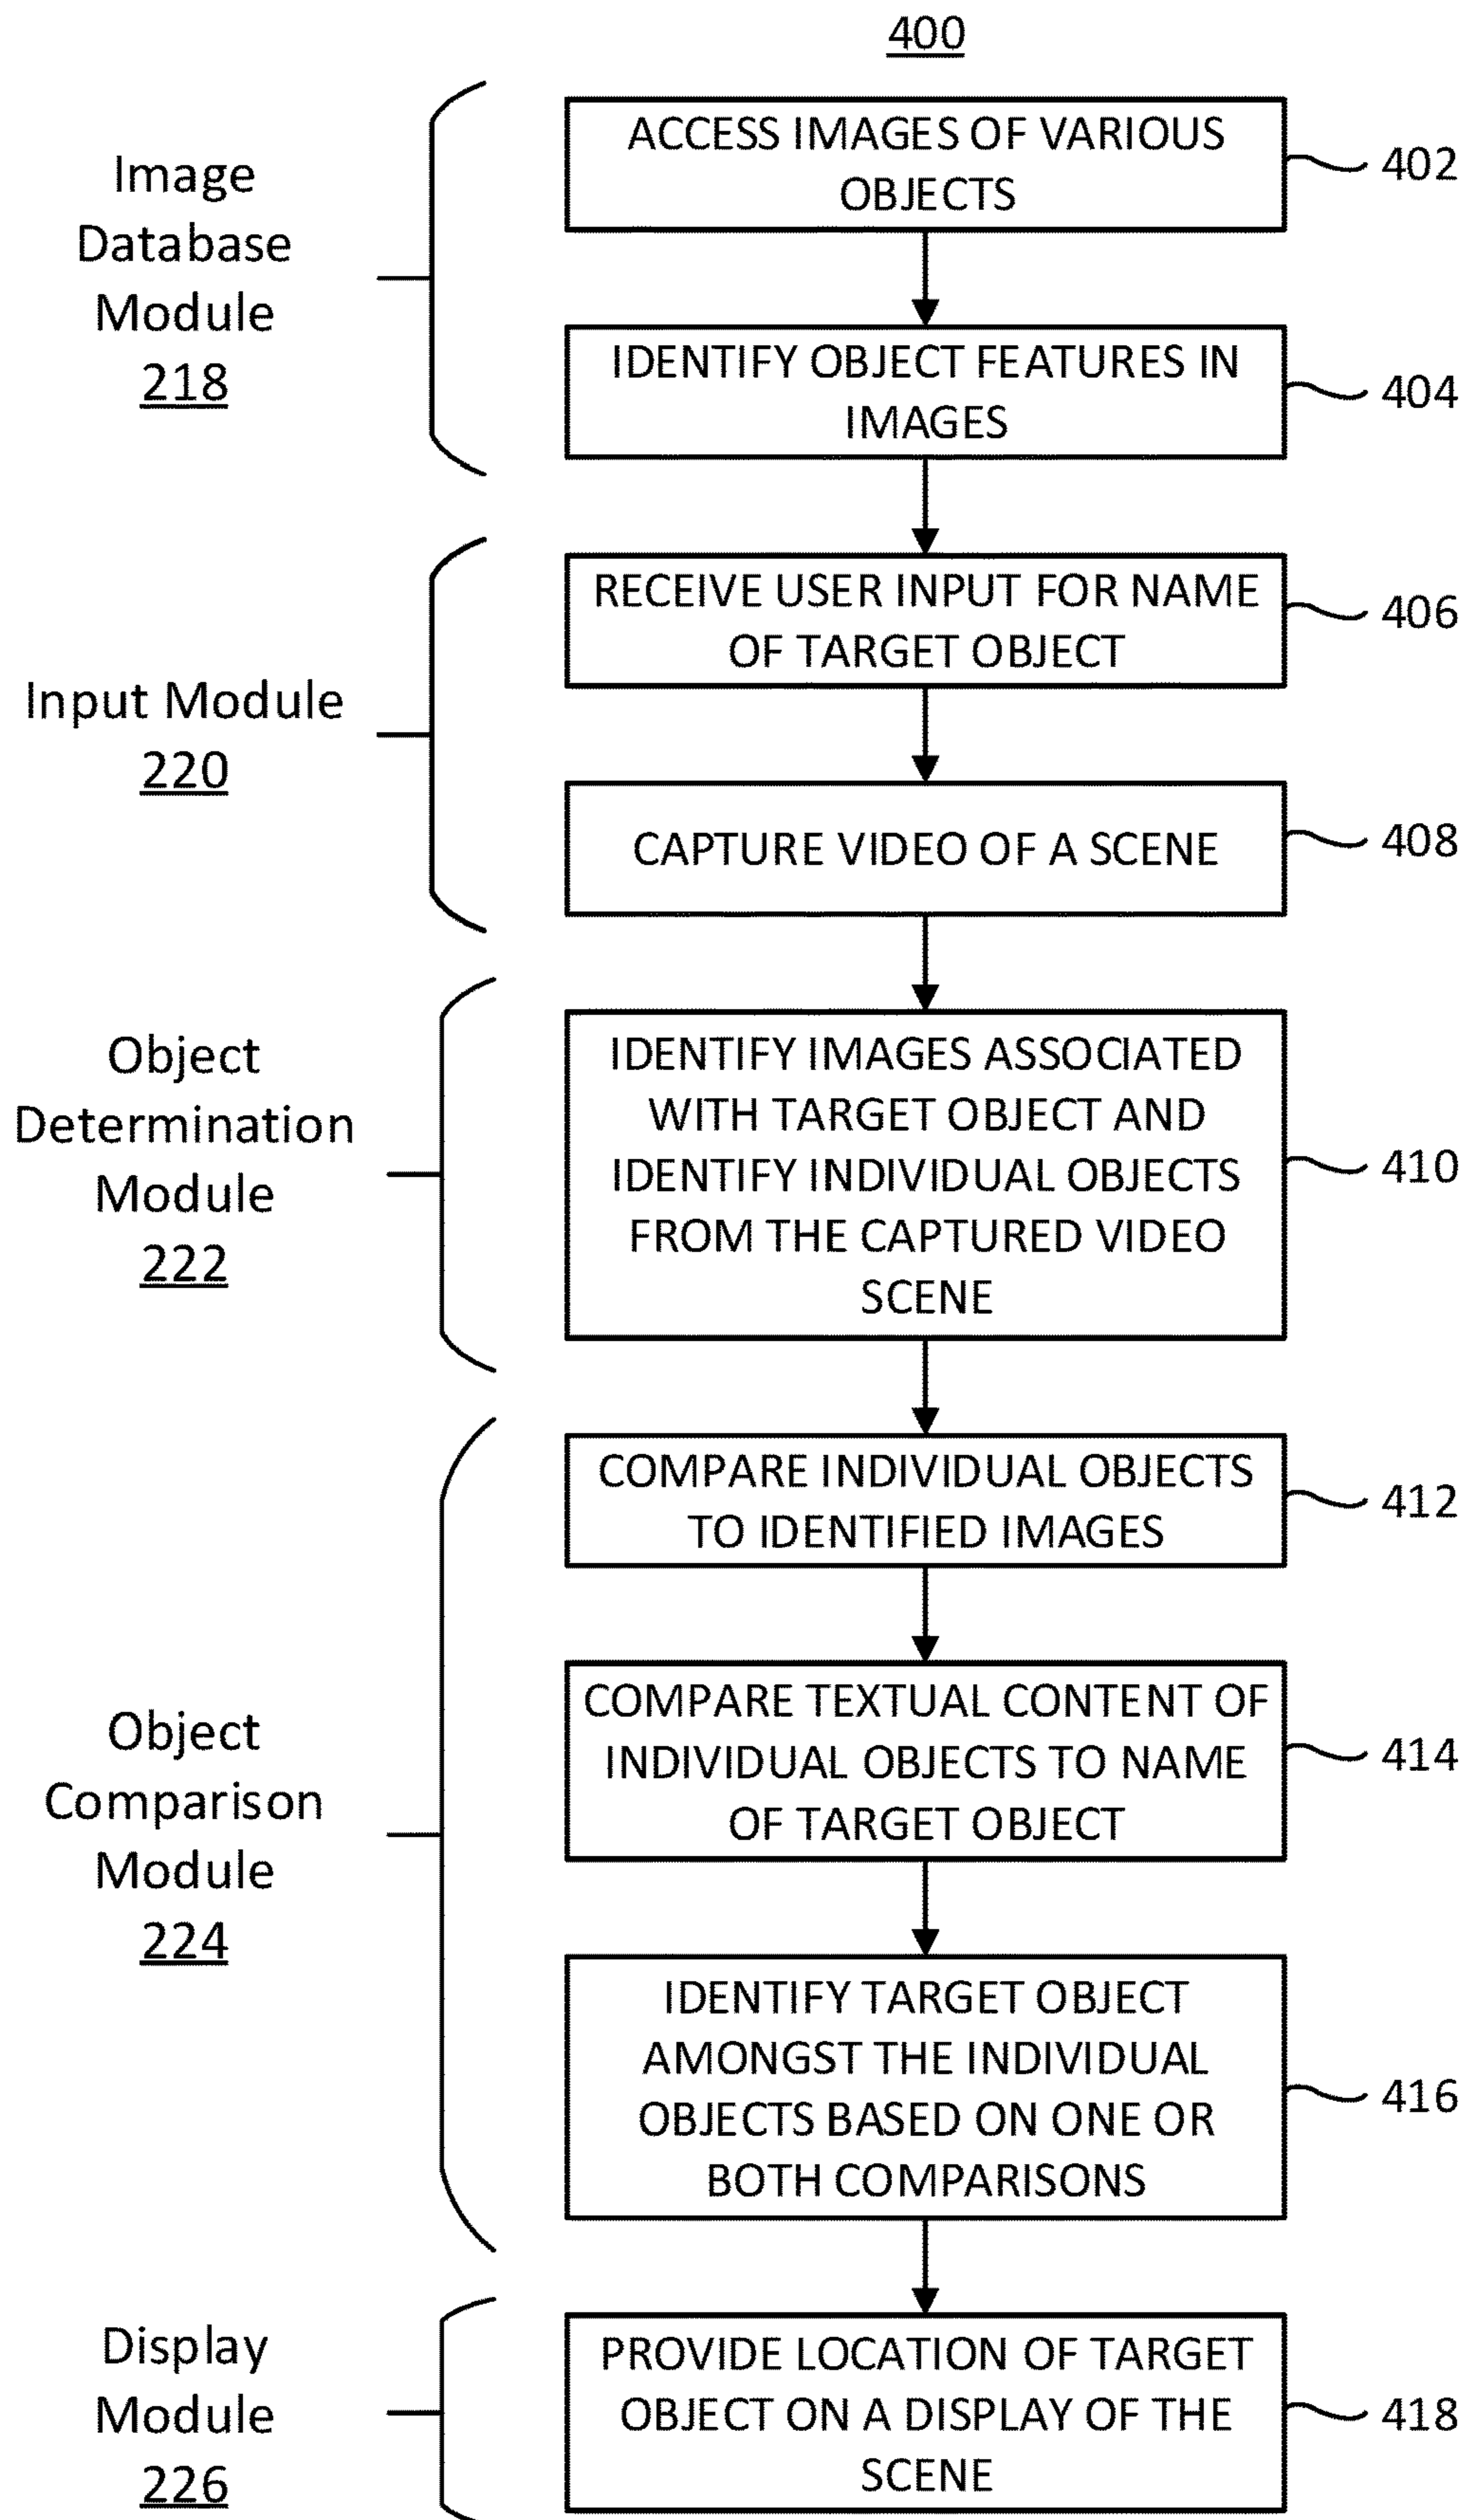 400
Image
Database
Module
218
ACCESS IMAGES OF VARIOUS
OBJECTS
402
IDENTIFY OBJECT FEATURES IN
IMAGES
404
Input Module
220
RECEIVE USER INPUT FOR NAME
OF TARGET OBJECT
406
CAPTURE VIDEO OF A SCENE
408
Object
Determination
Module
222
IDENTIFY IMAGES ASSOCIATED
WITH TARGET OBJECT AND
IDENTIFY INDIVIDUAL OBJECTS
FROM THE CAPTURED VIDEO
SCENE
410
Object
Comparison
Module
224
COMPARE INDIVIDUAL OBJECTS
TO IDENTIFIED IMAGES
412
COMPARE TEXTUAL CONTENT OF
INDIVIDUAL OBJECTS TO NAME
OF TARGET OBJECT
414
IDENTIFY TARGET OBJECT
AMONGST THE INDIVIDUAL
OBJECTS BASED ON ONE OR
BOTH COMPARISONS
416
Display
Module
226
PROVIDE LOCATION OF TARGET
OBJECT ON A DISPLAY OF THE
SCENE
418